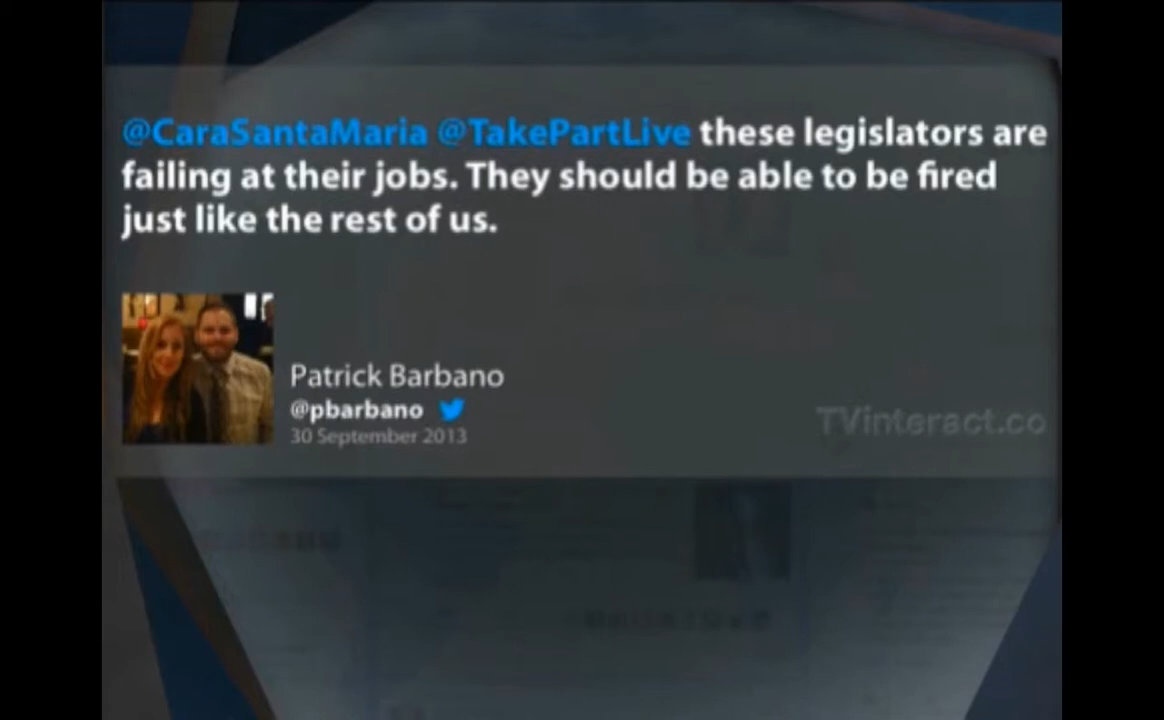 @CaraSantaMaria @TakePartLive these legislators are
failing at their jobs. They should be able to be fired
just like the rest of us.
Patrick Barbano
@pbarbano
30 September 2013
TVinteract.co